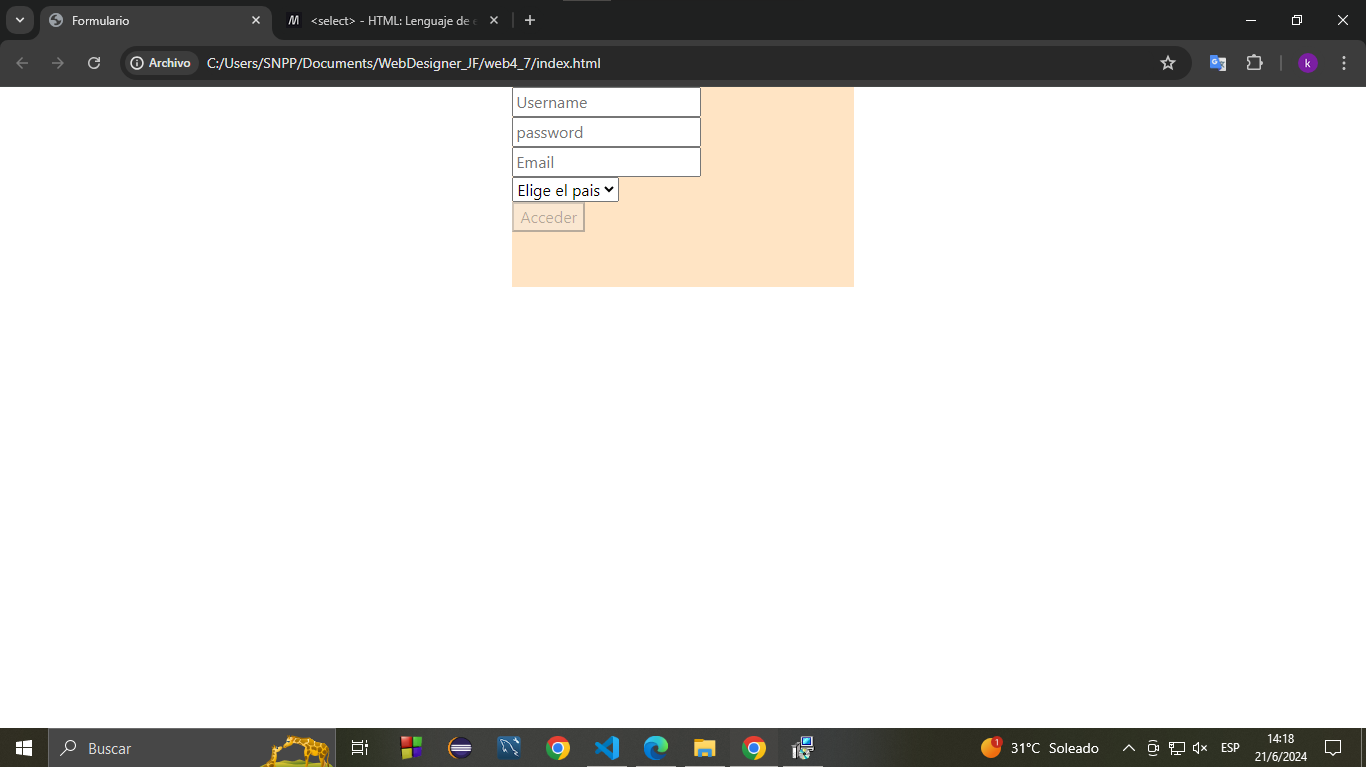 Formulario
<select> - HTML: Lenguaje de e
Archivo
C:/Users/SNPP/Documents/WebDesigner_JF/web4_7/index.html
k
Username
password
Email
Elige el pais
Acceder
Buscar
1
31°C Soleado
ESP
14:18
21/6/2024